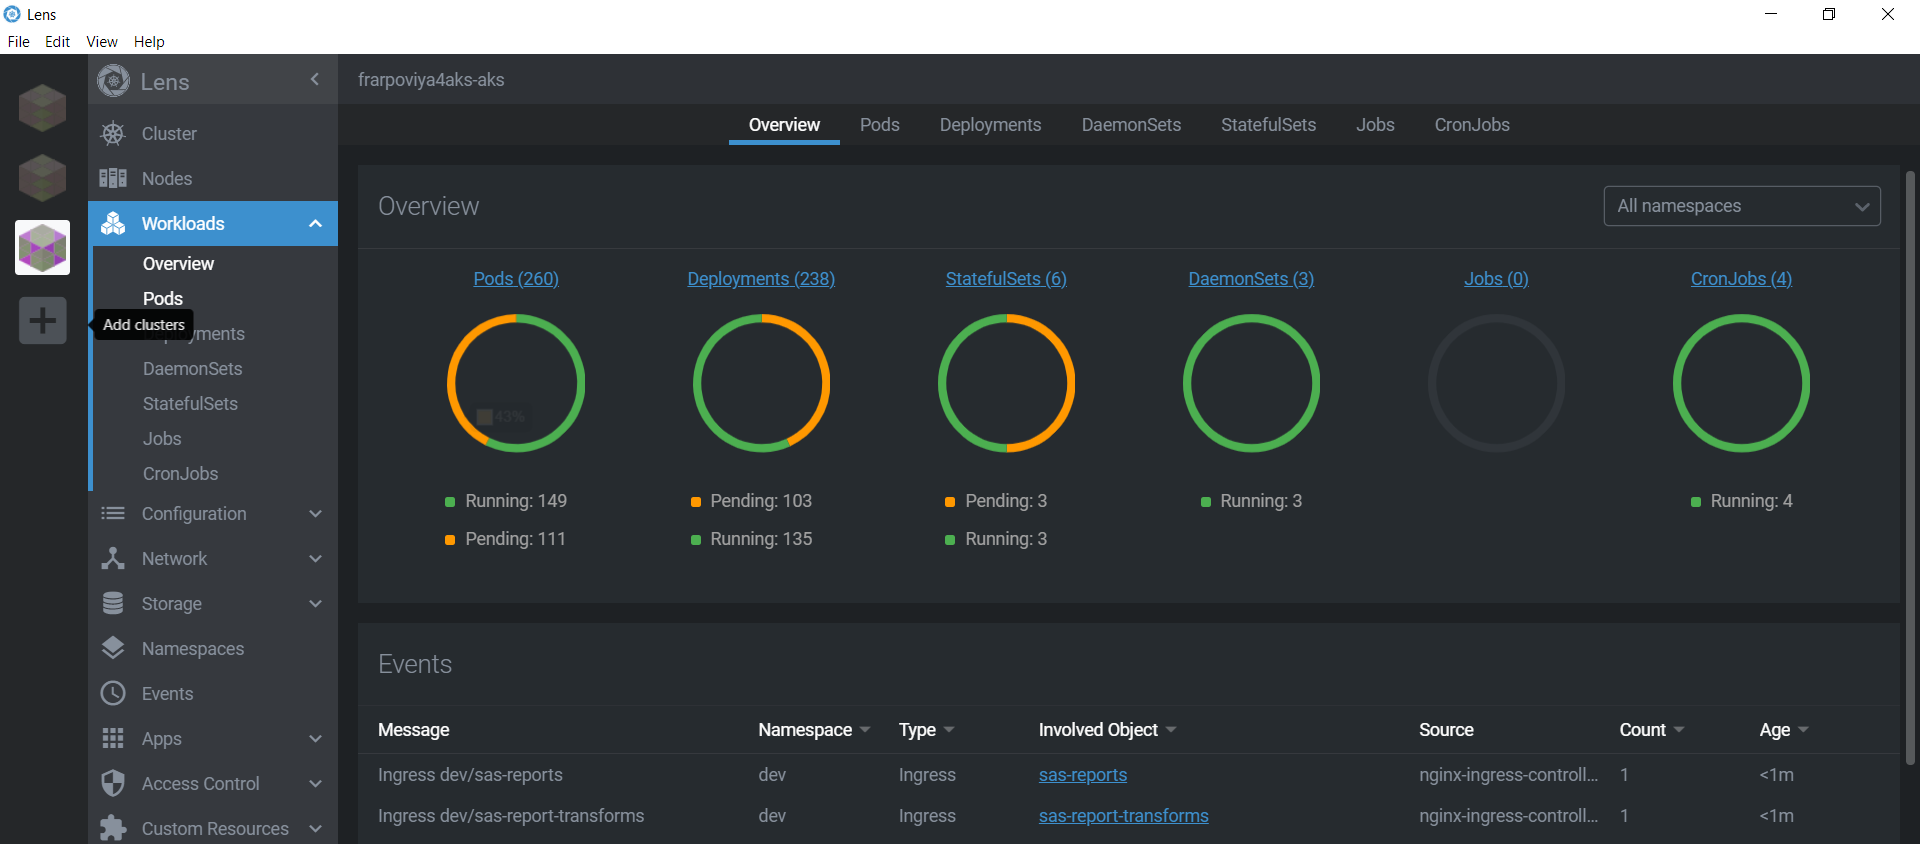 Lens
File Edit View Help
Lens
Cluster
Nodes
Workloads
Overview
Pods
Add clusters
yments
DaemonSets
StatefulSets
Jobs
CronJobs
Configuration
Network
Storage
Namespaces
Events
Apps
Access Control
Custom Resources
frarpoviya4aks-aks
Overview Pods Deployments DaemonSets StatefulSets Jobs CronJobs
Overview
All namespaces
Pods (260) Deployments (238) StatefulSets (6) DaemonSets (3) Jobs (0) CronJobs (4)
43%
Running: 149 Pending: 103 Pending: 3 Running: 3 Running: 4
Pending: 111 Running: 135 Running: 3
Events
Message Namespace Type Involved Object Source Count Age
Ingress dev/sas-reports dev Ingress sas-reports nginx-ingress-controll... 1 <1m
Ingress dev/sas-report-transforms dev Ingress sas-report-transforms nginx-ingress-controll... 1 <1m